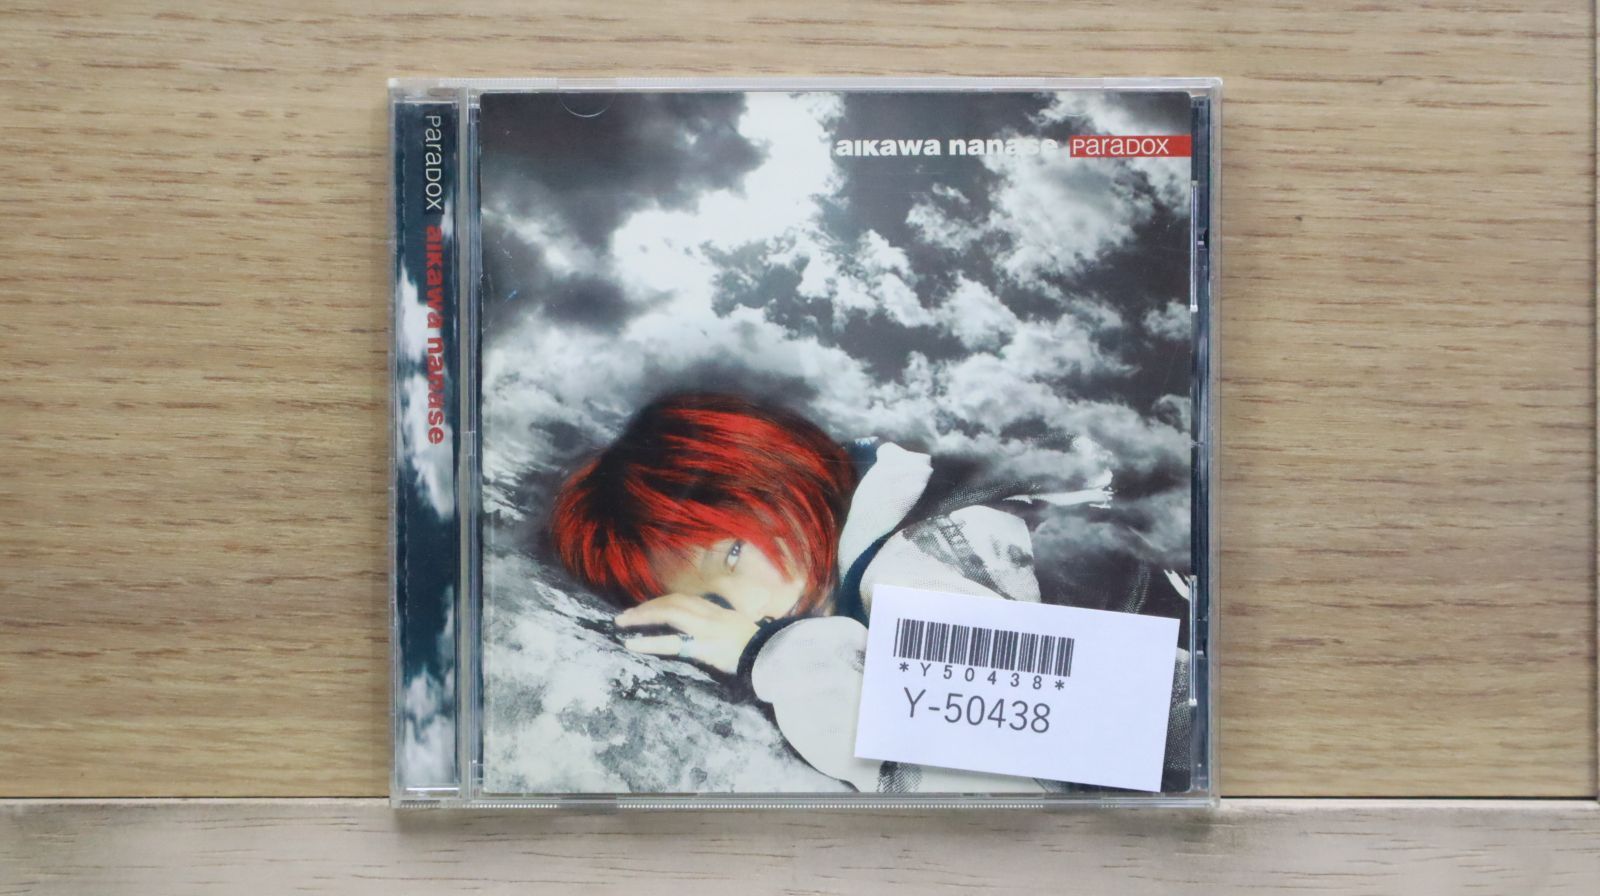 ParaDOX aIKawa nanase
aIKawa nanase ParaDOX
*Y50438*
Y-50438